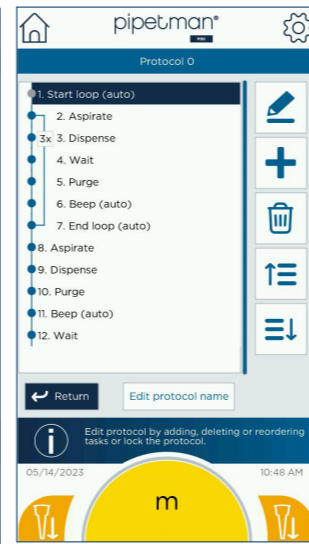 pipetman®
Protocol 0
1. Start loop (auto)
2. Aspirate
3x 3. Dispense
4. Wait
5. Purge
6. Beep (auto)
7. End loop (auto)
8. Aspirate
9. Dispense
10. Purge
11. Beep (auto)
12. Wait
Return Edit protocol name
Edit protocol by adding, deleting or reordering
tasks or lock the protocol.
05/14/2023 10:48 AM
m